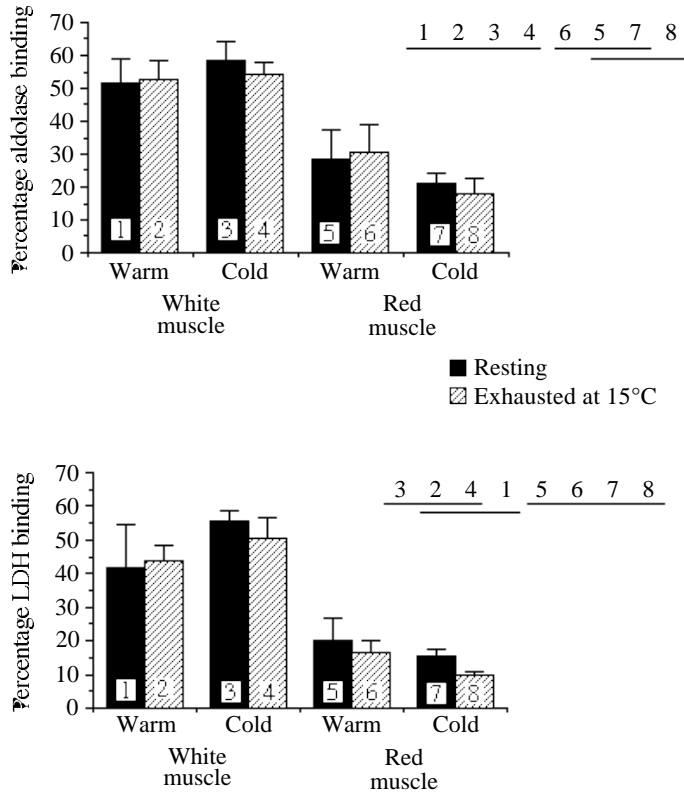 Percentage aldolase binding
70
60
50
40
30
20
10
0
1 2 3 4 6 5 7 8
1 2 3 4 5 6 7 8
Warm Cold Warm Cold
White muscle
Red muscle
Resting
Exhausted at 15°C
Percentage LDH binding
70
60
50
40
30
20
10
0
3 2 4 1 5 6 7 8
1 2 3 4 5 6 7 8
Warm Cold Warm Cold
White muscle
Red muscle